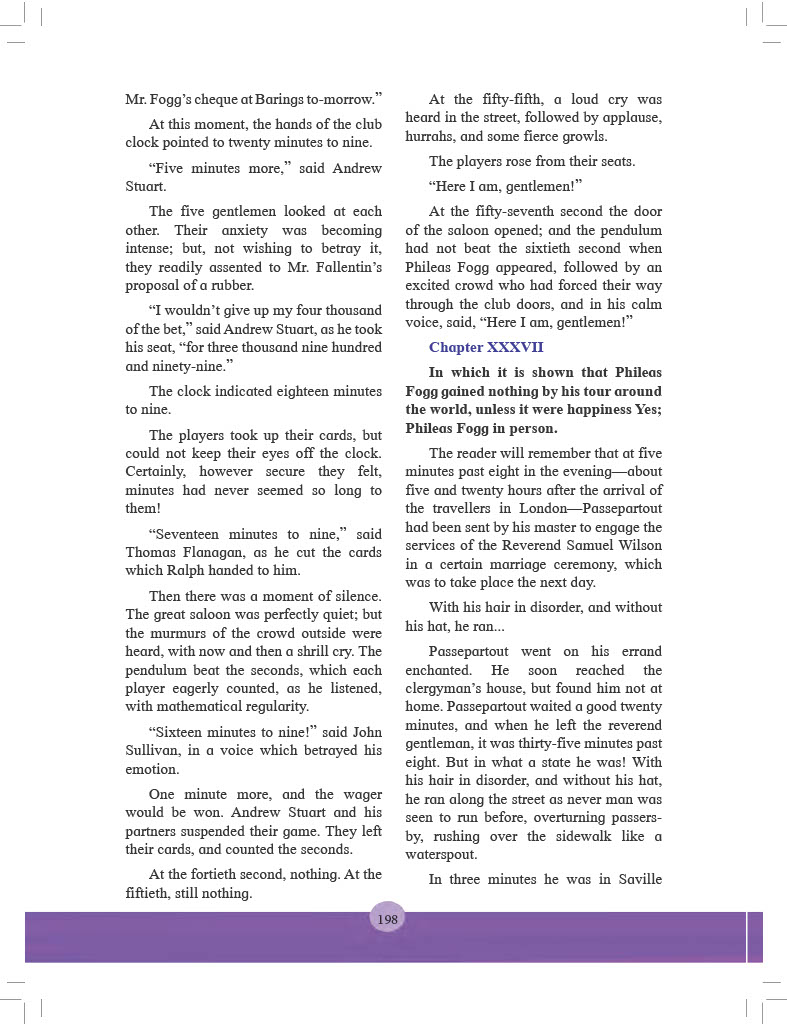 Mr. Fogg’s cheque at Barings to-morrow.”
At this moment, the hands of the club
clock pointed to twenty minutes to nine.
“Five minutes more,” said Andrew
Stuart.
The five gentlemen looked at each
other. Their anxiety was becoming
intense; but, not wishing to betray it,
they readily assented to Mr. Fallentin’s
proposal of a rubber.
“I wouldn’t give up my four thousand
of the bet,” said Andrew Stuart, as he took
his seat, “for three thousand nine hundred
and ninety-nine.”
The clock indicated eighteen minutes
to nine.
The players took up their cards, but
could not keep their eyes off the clock.
Certainly, however secure they felt,
minutes had never seemed so long to
them!
“Seventeen minutes to nine,” said
Thomas Flanagan, as he cut the cards
which Ralph handed to him.
Then there was a moment of silence.
The great saloon was perfectly quiet; but
the murmurs of the crowd outside were
heard, with now and then a shrill cry. The
pendulum beat the seconds, which each
player eagerly counted, as he listened,
with mathematical regularity.
“Sixteen minutes to nine!” said John
Sullivan, in a voice which betrayed his
emotion.
One minute more, and the wager
would be won. Andrew Stuart and his
partners suspended their game. They left
their cards, and counted the seconds.
At the fortieth second, nothing. At the
fiftieth, still nothing.
At the fifty-fifth, a loud cry was
heard in the street, followed by applause,
hurrahs, and some fierce growls.
The players rose from their seats.
“Here I am, gentlemen!”
At the fifty-seventh second the door
of the saloon opened; and the pendulum
had not beat the sixtieth second when
Phileas Fogg appeared, followed by an
excited crowd who had forced their way
through the club doors, and in his calm
voice, said, “Here I am, gentlemen!”
Chapter XXXVII
In which it is shown that Phileas
Fogg gained nothing by his tour around
the world, unless it were happiness Yes;
Phileas Fogg in person.
The reader will remember that at five
minutes past eight in the evening—about
five and twenty hours after the arrival of
the travellers in London—Passepartout
had been sent by his master to engage the
services of the Reverend Samuel Wilson
in a certain marriage ceremony, which
was to take place the next day.
With his hair in disorder, and without
his hat, he ran...
Passepartout went on his errand
enchanted. He soon reached the
clergyman’s house, but found him not at
home. Passepartout waited a good twenty
minutes, and when he left the reverend
gentleman, it was thirty-five minutes past
eight. But in what a state he was! With
his hair in disorder, and without his hat,
he ran along the street as never man was
seen to run before, overturning passers-
by, rushing over the sidewalk like a
waterspout.
In three minutes he was in Saville
198